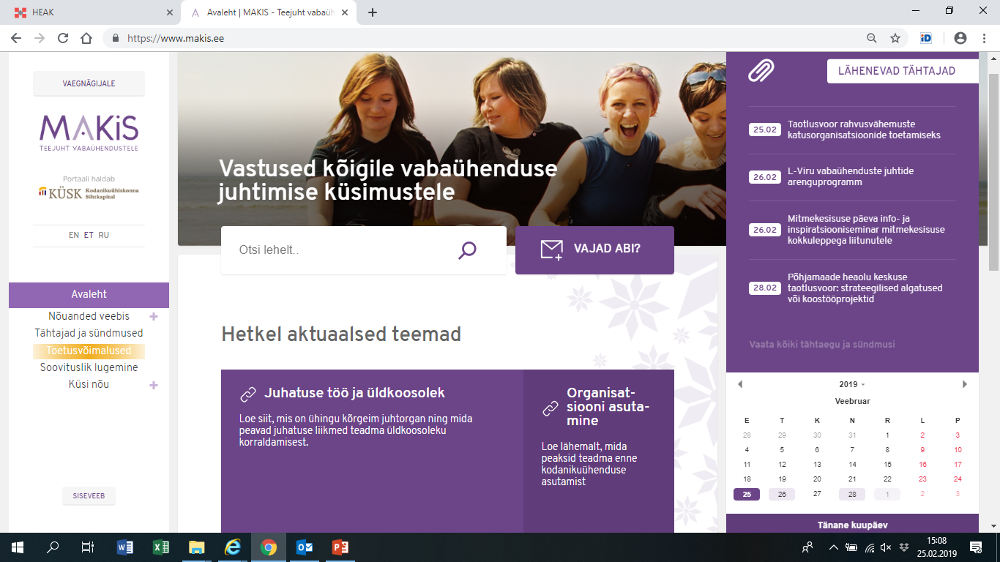 HEAK
Avaleht | MAKIS - Teejuht vabaüh
https://www.makis.ee
VAEGNÄGIJALE
MAKiS
TEEJUHT VABAÜHENDUSTELE
Portaali haldab
KÜSK Kodanikuühiskonna
Sihtkapital
EN ET RU
Avaleht
Nõuanded veebis
Tähtajad ja sündmused
Toetusvõimalused
Soovituslik lugemine
Küsi nõu
SISEVEEB
Vastused kõigile vabaühenduse
juhtimise küsimustele
Otsi lehelt..
VAJAD ABI?
Hetkel aktuaalsed teemad
Juhatuse töö ja üldkoosolek
Loe siit, mis on ühingu kõrgeim juhtorgan ning mida
peavad juhatuse liikmed teadma üldkoosoleku
korraldamisest.
Organisat-
siooni asuta-
mine
Loe lähemalt, mida
peaksid teadma enne
kodanikuühenduse
asutamist
LÄHENEVAD TÄHTAJAD
25.02 Taotlusvoor rahvusvähemuste
katusorganisatsioonide toetamiseks
26.02 L-Viru vabaühenduste juhtide
arenguprogramm
26.02 Mitmekesisuse päeva info- ja
inspiratsiooniseminar mitmekesisuse
kokkuleppega liitunutele
28.02 Põhjamaade heaolu keskuse
taotlusvoor: strateegilised algatused
või koostööprojektid
Vaata kõiki tähtaegu ja sündmusi
2019
Veebruar
E T K N R L P
28 29 30 31 1 2 3
4 5 6 7 8 9 10
11 12 13 14 15 16 17
18 19 20 21 22 23 24
25 26 27 28 1 2 3
Tänane kuupäev
15:08
25.02.2019